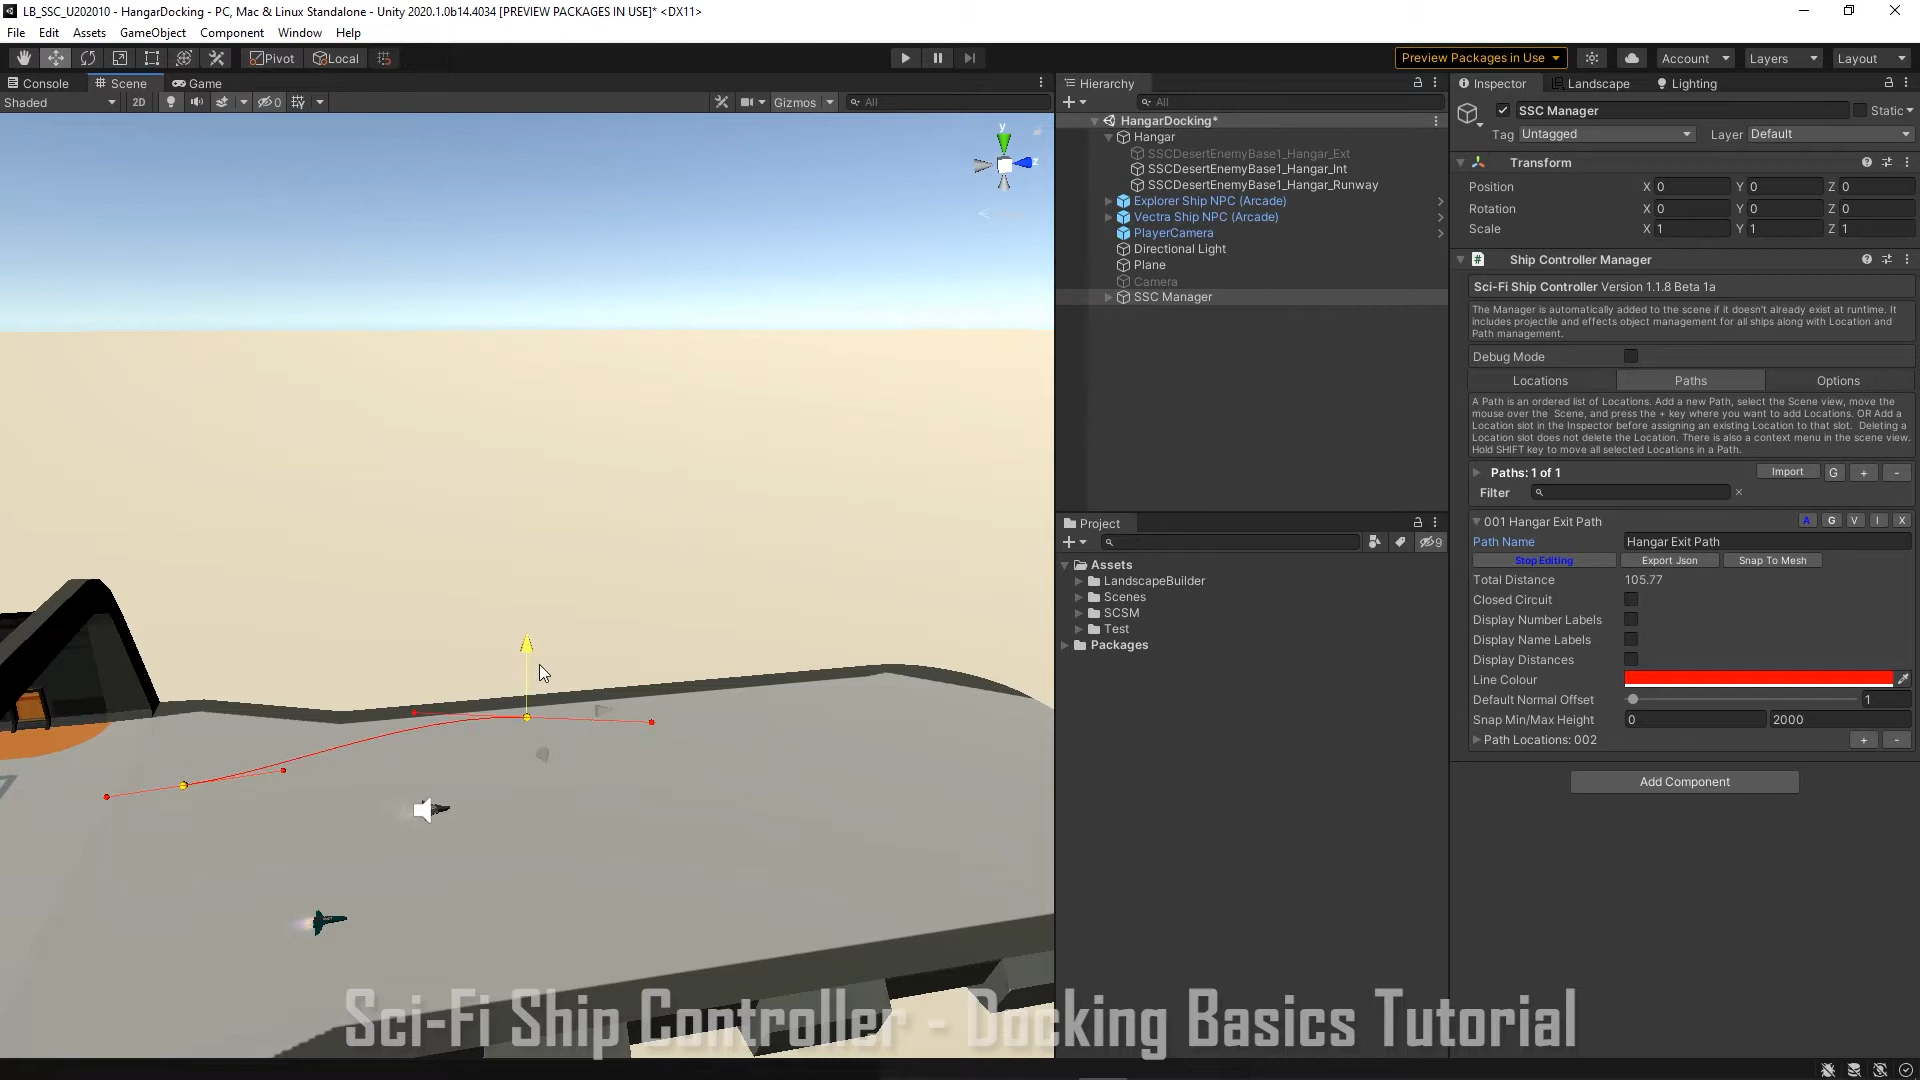 LB_SSC_U202010 - HangarDocking - PC, Mac & Linux Standalone - Unity 2020.1.0b14.4034 [PREVIEW PACKAGES IN USE]* <DX11>
File Edit Assets GameObject Component Window Help
Pivot Local Preview Packages in Use Account Layers Layout
Console Scene Game
Shaded 2D 0 Gizmos All
y
z
Hierarchy
All
HangarDocking*
Hangar
SSCDesertEnemyBase1_Hangar_Ext
SSCDesertEnemyBase1_Hangar_Int
SSCDesertEnemyBase1_Hangar_Runway
Explorer Ship NPC (Arcade)
Vectra Ship NPC (Arcade)
PlayerCamera
Directional Light
Plane
Camera
SSC Manager
Project
9
Assets
LandscapeBuilder
Scenes
SCSM
Test
Packages
Inspector Landscape Lighting
SSC Manager Static
Tag Untagged Layer Default
Transform
Position X 0 Y 0 Z 0
Rotation X 0 Y 0 Z 0
Scale X 1 Y 1 Z 1
# Ship Controller Manager
Sci-Fi Ship Controller Version 1.1.8 Beta 1a
The Manager is automatically added to the scene if it doesn't already exist at runtime. It
includes projectile and effects object management for all ships along with Location and
Path management.
Debug Mode
Locations Paths Options
A Path is an ordered list of Locations. Add a new Path, select the Scene view, move the
mouse over the Scene, and press the + key where you want to add Locations. OR Add a
Location slot in the Inspector before assigning an existing Location to that slot. Deleting a
Location slot does not delete the Location. There is also a context menu in the scene view.
Hold SHIFT key to move all selected Locations in a Path.
Paths: 1 of 1 Import G + -
Filter X
001 Hangar Exit Path A G V I X
Path Name Hangar Exit Path
Stop Editing Export Json Snap To Mesh
Total Distance 105.77
Closed Circuit
Display Number Labels
Display Name Labels
Display Distances
Line Colour
Default Normal Offset 1
Snap Min/Max Height 0 2000
Path Locations: 002 + -
Add Component
Sci-Fi Ship Controller - Docking Basics Tutorial